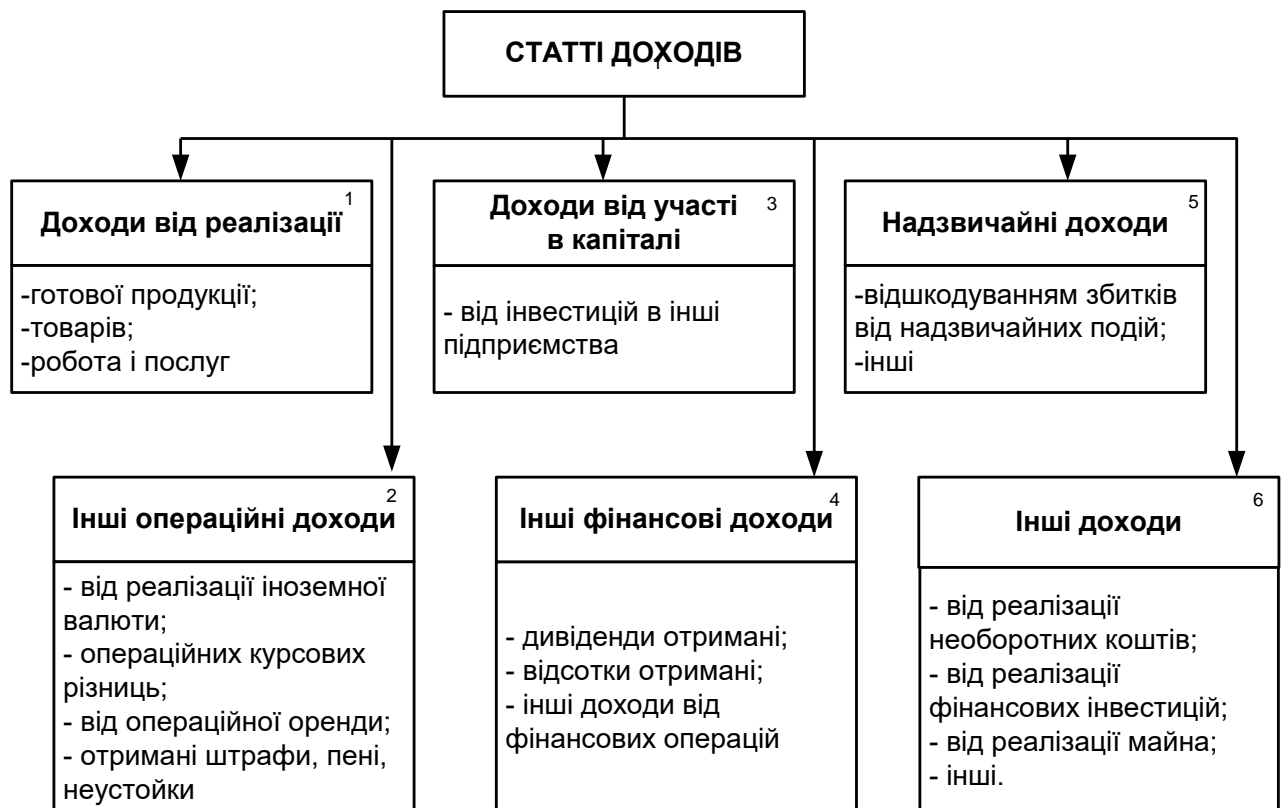 СТАТТІ ДОХОДІВ
1
Доходи від реалізації
-готової продукції;
-товарів;
-робота і послуг
3
Доходи від участі
в капіталі
- від інвестицій в інші
підприємства
5
Надзвичайні доходи
-відшкодуванням збитків
від надзвичайних подій;
-інші
2
Інші операційні доходи
- від реалізації іноземної
валюти;
- операційних курсових
різниць;
- від операційної оренди;
- отримані штрафи, пені,
неустойки
4
Інші фінансові доходи
- дивіденди отримані;
- відсотки отримані;
- інші доходи від
фінансових операцій
6
Інші доходи
- від реалізації
необоротних коштів;
- від реалізації
фінансових інвестицій;
- від реалізації майна;
- інші.